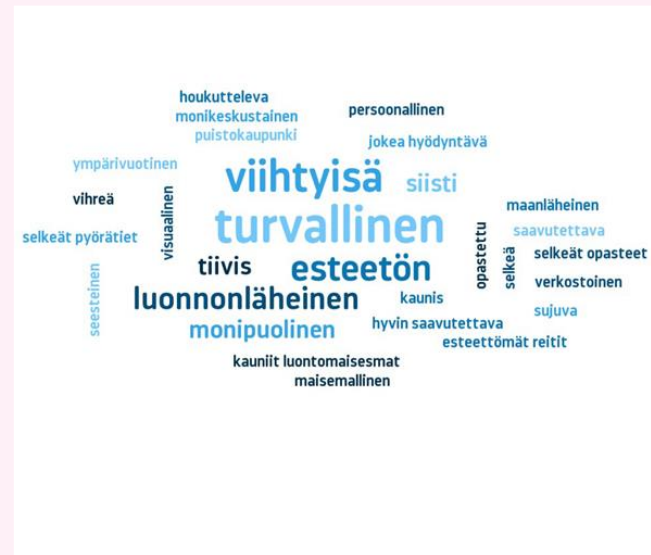 houkutteleva
persoonallinen
monikeskustainen
puistokaupunki
jokea hyödyntävä
ympärivuotinen
viihtyisä
siisti
vihreä
visuaalinen
maanläheinen
turvallinen
saavutettava
selkeät pyörätiet
opastettu
selkeä
selkeät opasteet
tiivis
esteetön
verkostoinen
seesteinen
luonnonläheinen
kaunis
sujuva
monipuolinen
hyvin saavutettava
esteettömät reitit
kauniit luontomaisesmat
maisemallinen